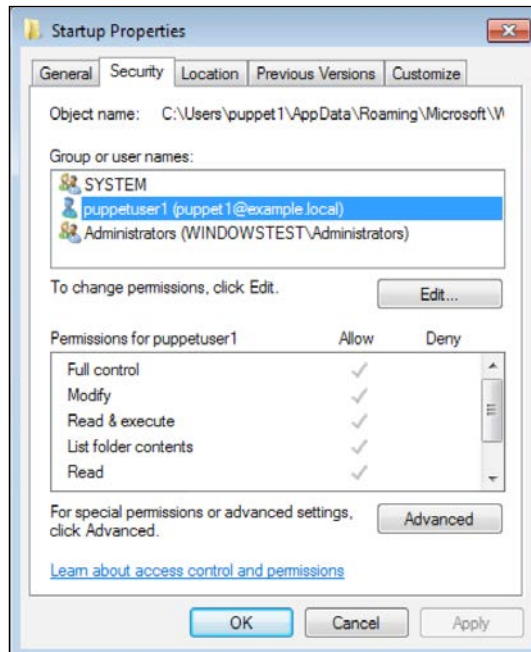 Startup Properties
General Security Location Previous Versions Customize
Object name: C:\Users\puppet1\AppData\Roaming\Microsoft\W
Group or user names:
SYSTEM
puppetuser1 (puppet1@example.local)
Administrators (WINDOWSTEST\Administrators)
To change permissions, click Edit.
Edit...
Permissions for puppetuser1 Allow Deny
Full control
Modify
Read & execute
List folder contents
Read
For special permissions or advanced settings,
click Advanced.
Advanced
Learn about access control and permissions
OK Cancel Apply